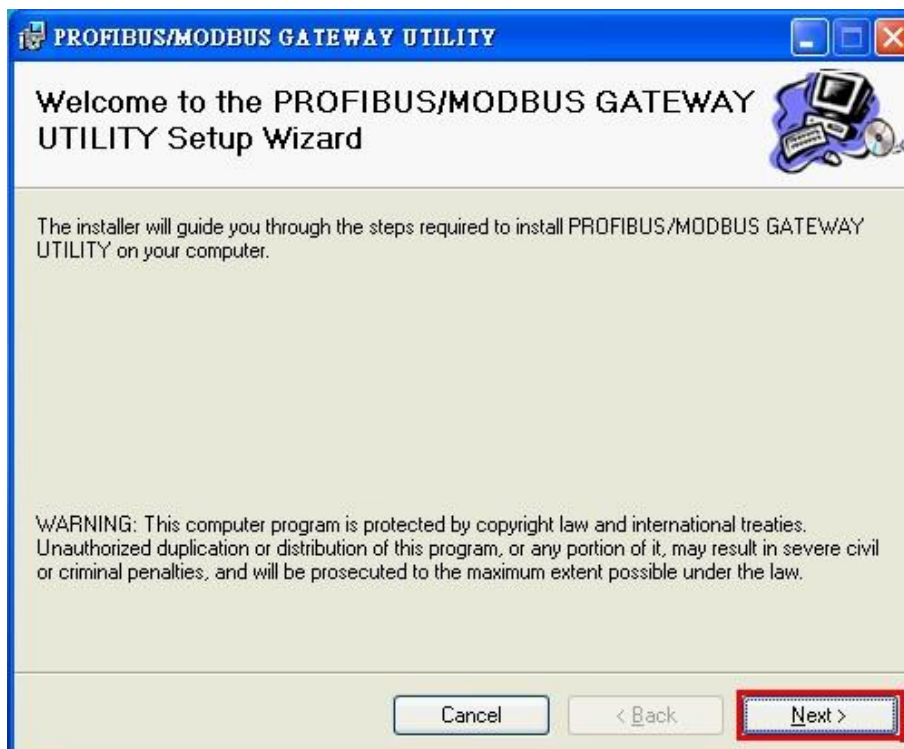 PROFIBUS/MODBUS GATEWAY UTILITY
Welcome to the PROFIBUS/MODBUS GATEWAY
UTILITY Setup Wizard
The installer will guide you through the steps required to install PROFIBUS/MODBUS GATEWAY
UTILITY on your computer.
WARNING: This computer program is protected by copyright law and international treaties.
Unauthorized duplication or distribution of this program, or any portion of it, may result in severe civil
or criminal penalties, and will be prosecuted to the maximum extent possible under the law.
Cancel < Back Next >